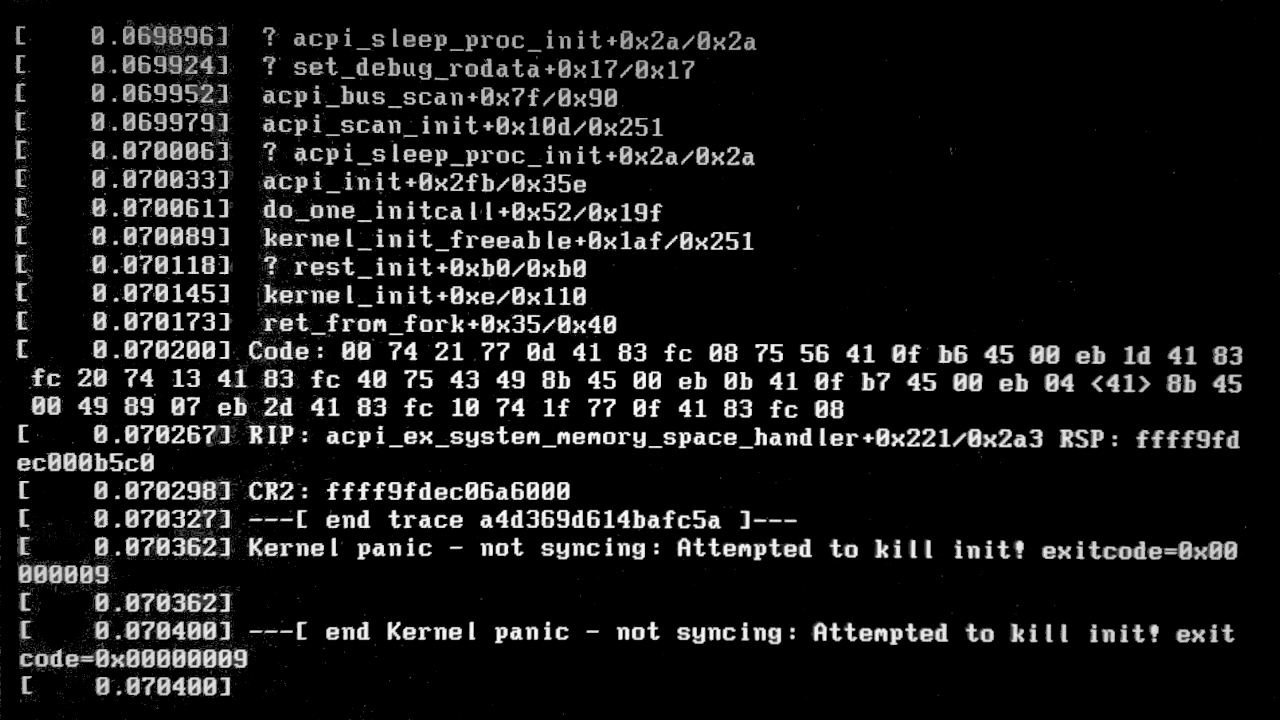 [    0.069896]  ? acpi_sleep_proc_init+0x2a/0x2a
[    0.069924]  ? set_debug_rodata+0x17/0x17
[    0.069952]  acpi_bus_scan+0x7f/0x90
[    0.069979]  acpi_scan_init+0x10d/0x251
[    0.070006]  ? acpi_sleep_proc_init+0x2a/0x2a
[    0.070033]  acpi_init+0x2fb/0x35e
[    0.070061]  do_one_initcall+0x52/0x19f
[    0.070089]  kernel_init_freeable+0x1af/0x251
[    0.070118]  ? rest_init+0xb0/0xb0
[    0.070145]  kernel_init+0xe/0x110
[    0.070173]  ret_from_fork+0x35/0x40
[    0.070200] Code: 00 74 21 77 0d 41 83 fc 08 75 56 41 0f b6 45 00 eb 1d 41 83
 fc 20 74 13 41 83 fc 40 75 43 49 8b 45 00 eb 0b 41 0f b7 45 00 eb 04 <41> 8b 45
 00 49 89 07 eb 2d 41 83 fc 10 74 1f 77 0f 41 83 fc 08
[    0.070267] RIP: acpi_ex_system_memory_space_handler+0x221/0x2a3 RSP: ffff9fd
ec000b5c0
[    0.070298] CR2: ffff9fdec06a6000
[    0.070327] ---[ end trace a4d369d614bafc5a ]---
[    0.070362] Kernel panic - not syncing: Attempted to kill init! exitcode=0x00
000009
[    0.070362]
[    0.070400] ---[ end Kernel panic - not syncing: Attempted to kill init! exit
code=0x00000009
[    0.070400]